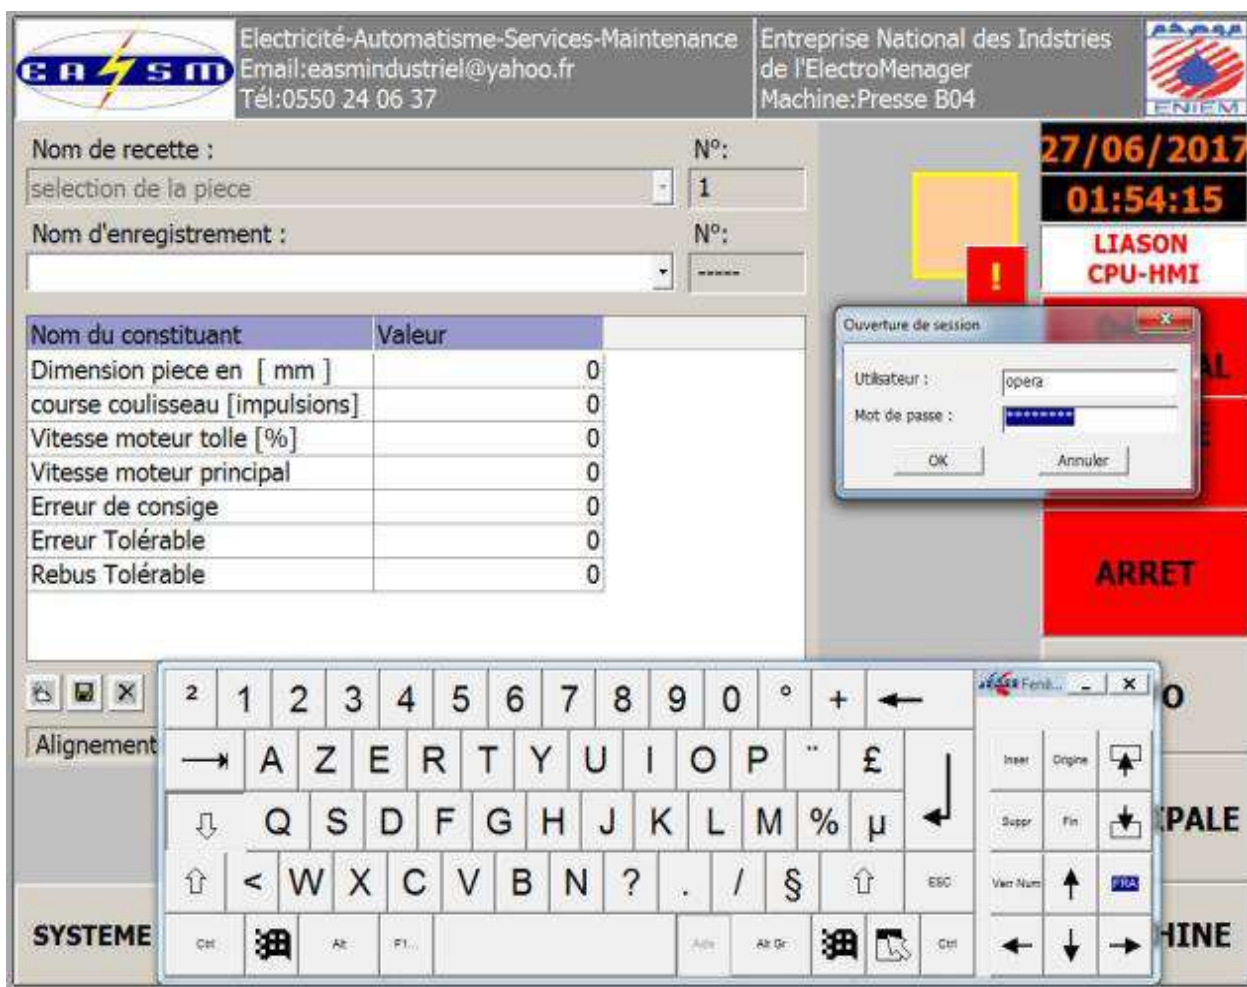 EASM
Electricité-Automatisme-Services-Maintenance
Email:easmindustriel@yahoo.fr
Tél:0550 24 06 37
Entreprise National des Indstries
de l'ElectroMenager
Machine:Presse B04
ENIEM
Nom de recette :
N°:
selection de la piece
1
Nom d'enregistrement :
N°:
-----
27/06/2017
01:54:15
LIASON
CPU-HMI
!
Nom du constituant Valeur
Dimension piece en [ mm ] 0
course coulisseau [impulsions] 0
Vitesse moteur tolle [%] 0
Vitesse moteur principal 0
Erreur de consige 0
Erreur Tolérable 0
Rebus Tolérable 0
Ouverture de session
Utilisateur : opera
Mot de passe : ********
OK Annuler
AL
E
ARRET
O
IPALE
HINE
Alignement
SYSTEME
Fenê...
² 1 2 3 4 5 6 7 8 9 0 ° +
A Z E R T Y U I O P ¨ £
Inser Origine
Q S D F G H J K L M % µ
Suppr Fin
< W X C V B N ? . / §
ESC Verr Num FRA
Ctrl Alt F1... Alt Gr Ctrl